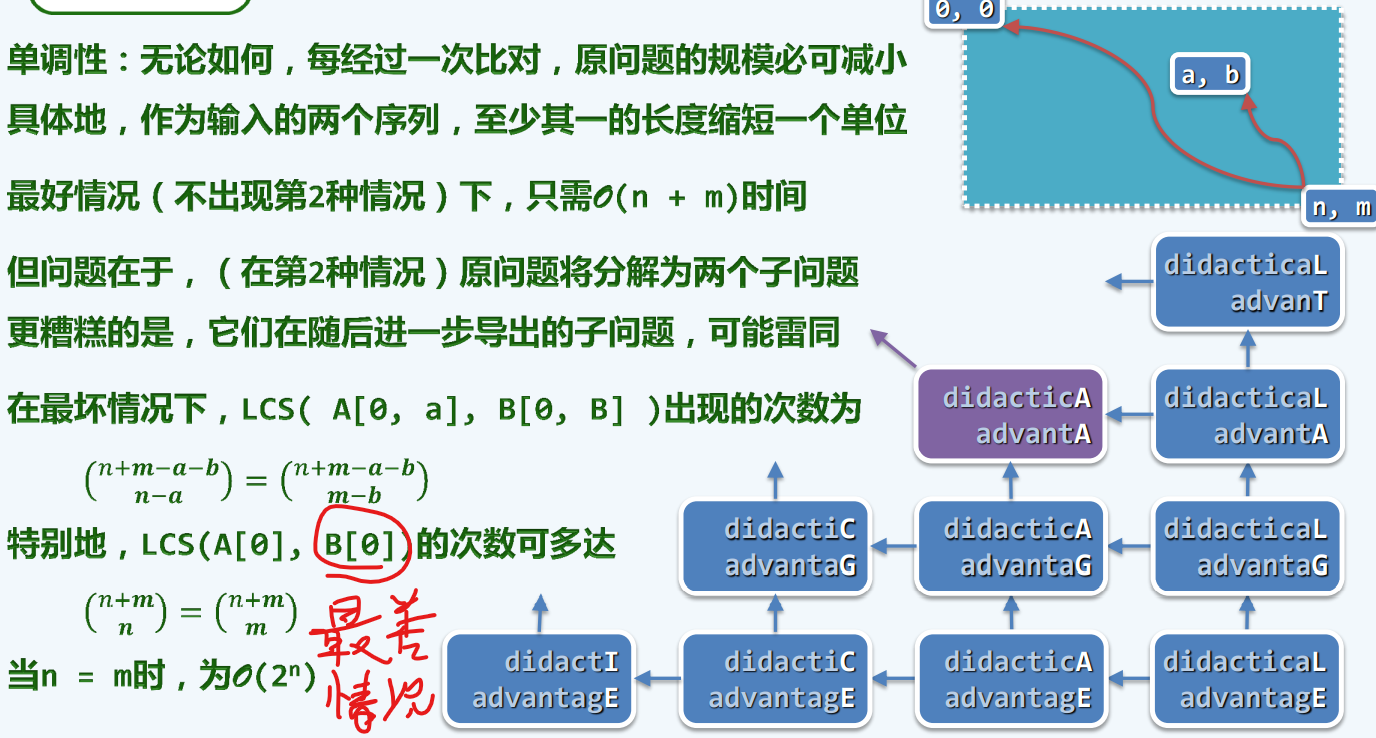 单调性：无论如何，每经过一次比对，原问题的规模必可减小
具体地，作为输入的两个序列，至少其一的长度缩短一个单位
最好情况（不出现第2种情况）下，只需O(n + m)时间
但问题在于，（在第2种情况）原问题将分解为两个子问题
更糟糕的是，它们在随后进一步导出的子问题，可能雷同
在最坏情况下，LCS( A[0, a], B[0, B] )出现的次数为
(n+m-a-b
n-a) = (n+m-a-b
m-b)
特别地，LCS(A[0], B[0])的次数可多达
(n+m
n) = (n+m
m)
当n = m时，为O(2ⁿ)
最差
情况
0, 0
a, b
n, m
didacticaL
advanT
didacticA
advantA
didacticaL
advantA
didactiC
advantaG
didacticA
advantaG
didacticaL
advantaG
didactI
advantagE
didactiC
advantagE
didacticA
advantagE
didacticaL
advantagE